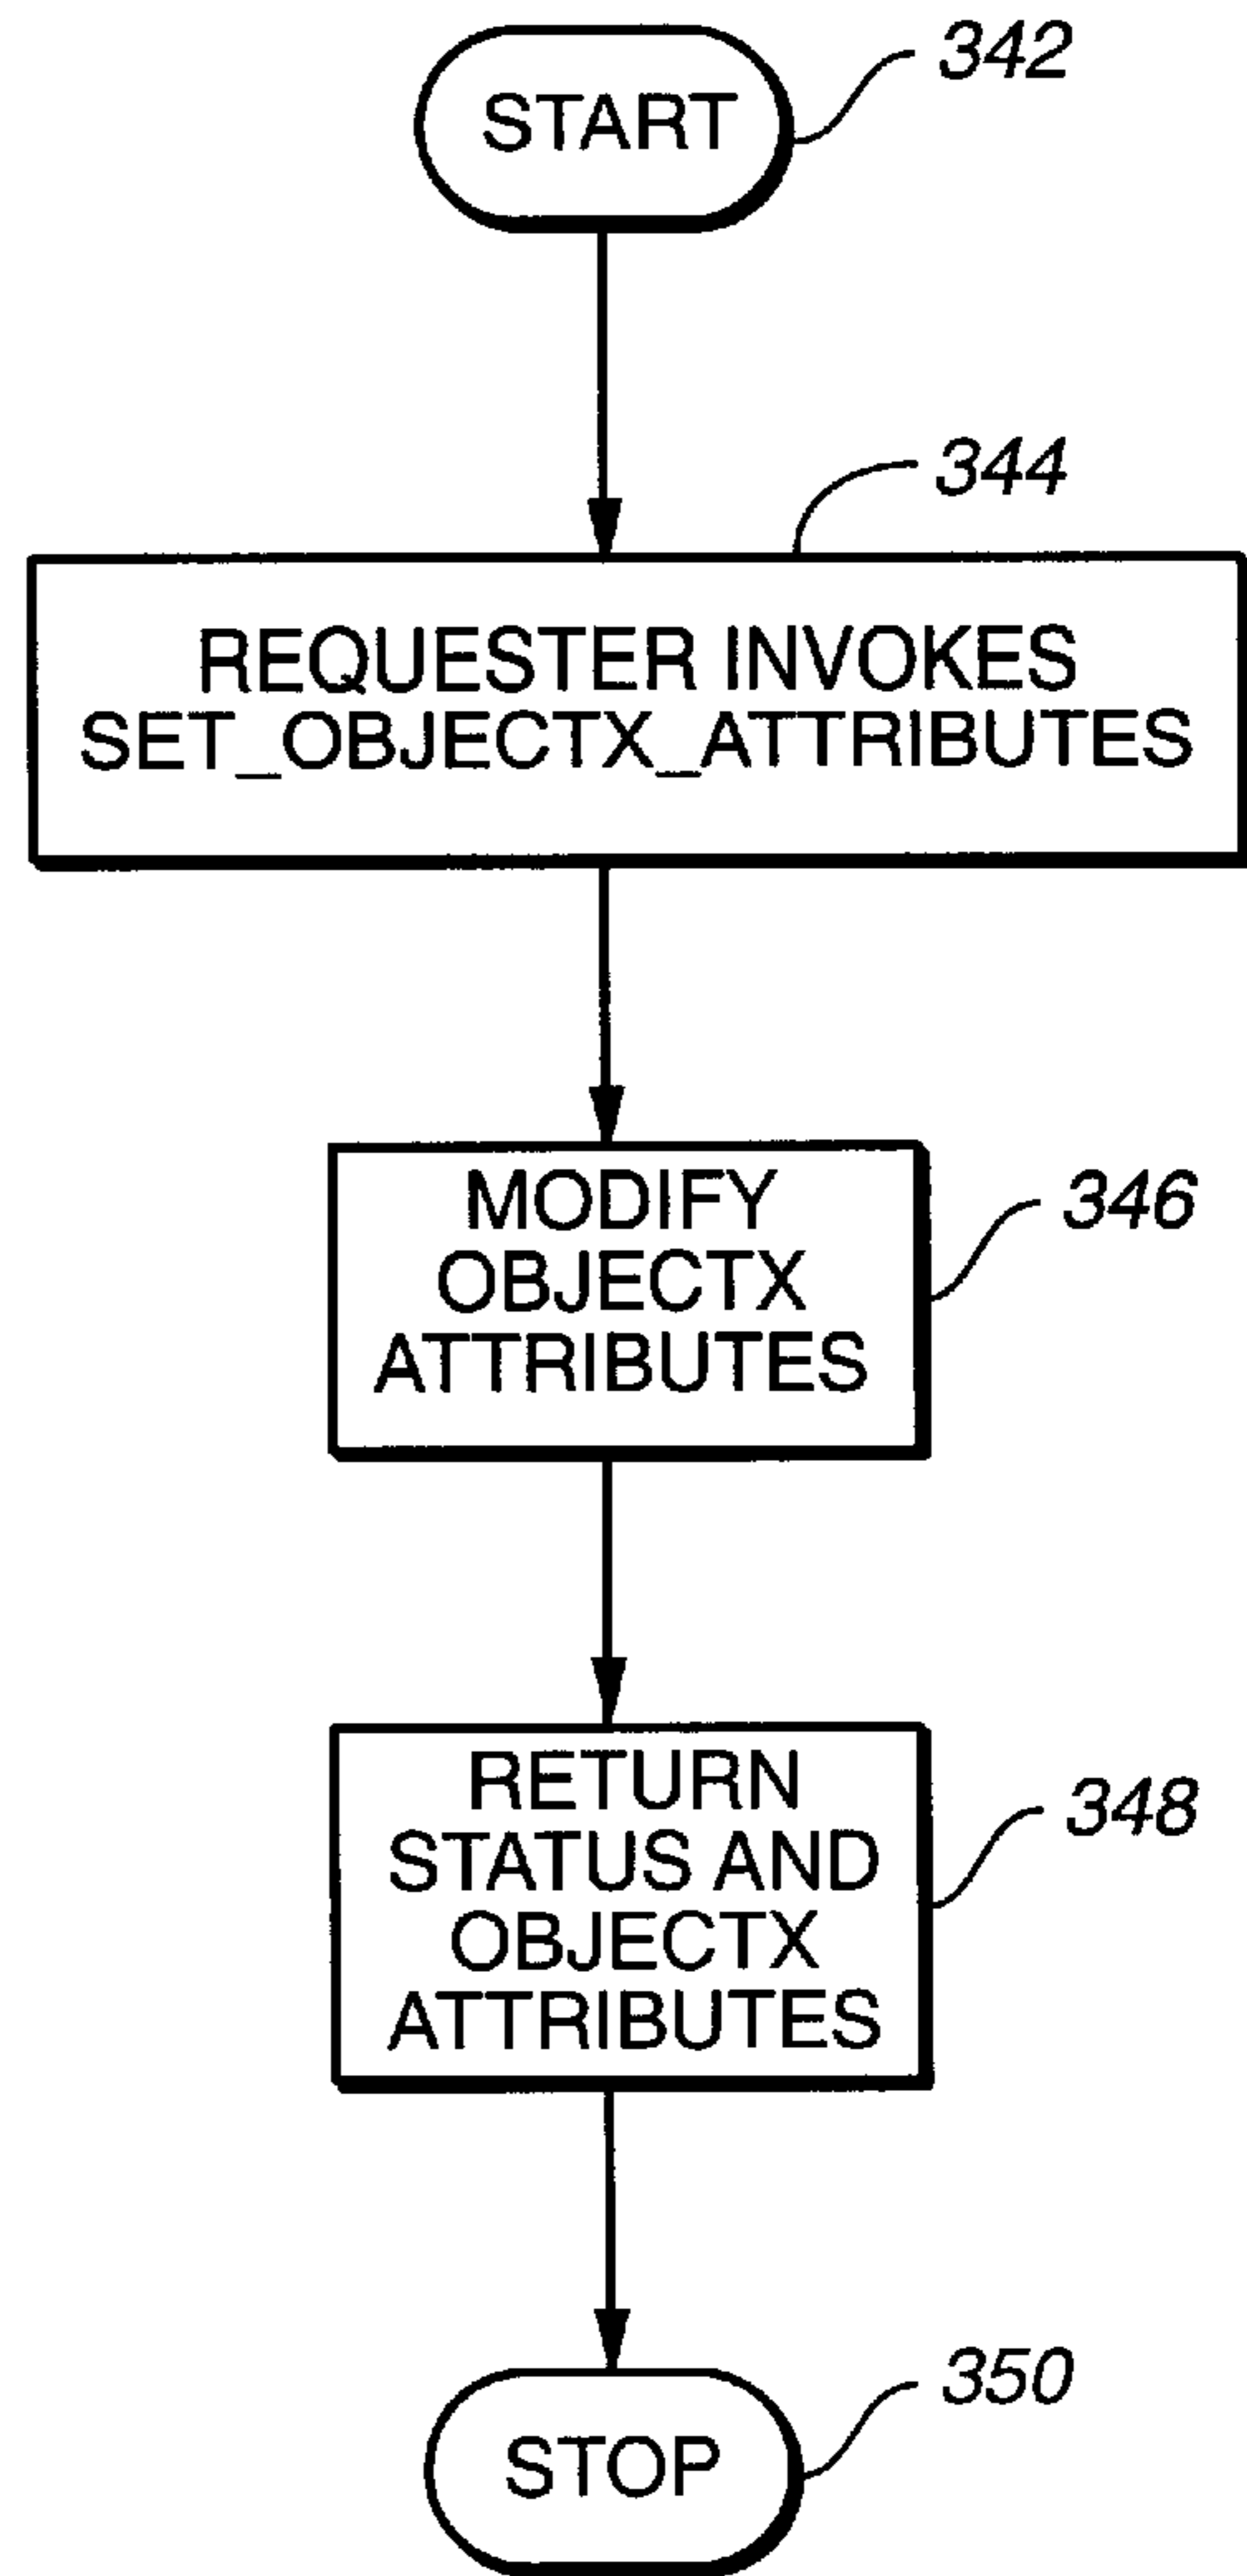 342
START
344
REQUESTER INVOKES
SET_OBJECTX_ATTRIBUTES
MODIFY
OBJECTX
ATTRIBUTES
346
RETURN
STATUS AND
OBJECTX
ATTRIBUTES
348
350
STOP